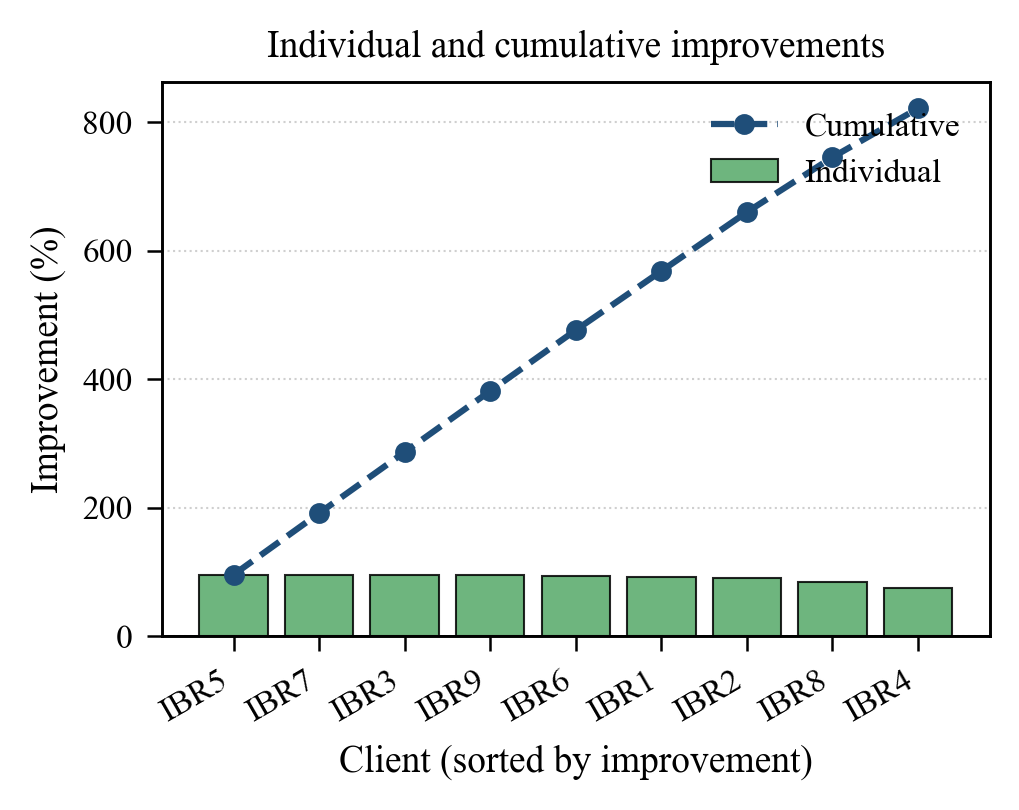 Individual and cumulative improvements
Improvement (%)
800
600
400
200
0
Cumulative
Individual
IBR5
IBR7
IBR3
IBR9
IBR6
IBR1
IBR2
IBR8
IBR4
Client (sorted by improvement)